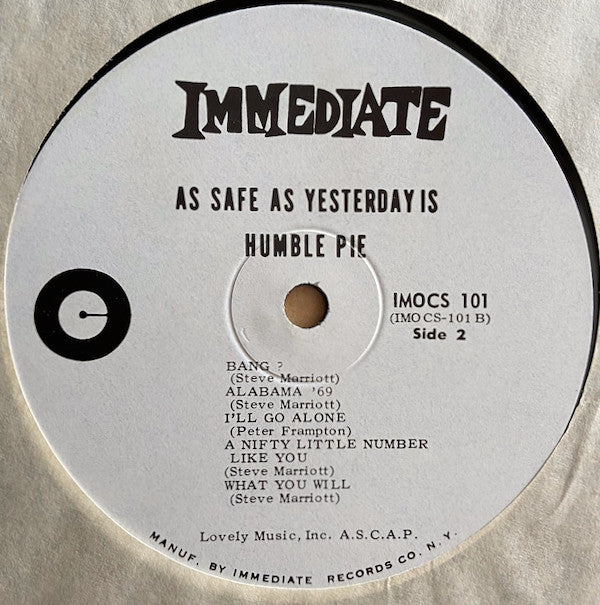 IMMEDIATE
AS SAFE AS YESTERDAY IS
HUMBLE PIE
IMOCS 101
(IMOCS-101 B)
Side 2
BANG ?
(Steve Marriott)
ALABAMA '69
(Steve Marriott)
I'LL GO ALONE
(Peter Frampton)
A NIFTY LITTLE NUMBER
LIKE YOU
(Steve Marriott)
WHAT YOU WILL
(Steve Marriott)
Lovely Music, Inc. A.S.C.A.P.
MANUF. BY IMMEDIATE RECORDS CO. N.Y.